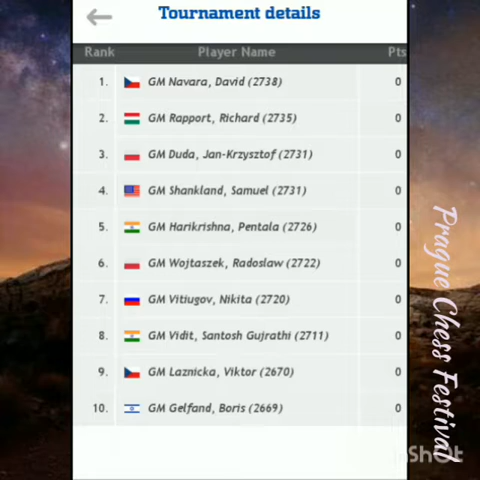 Tournament details
Rank Player Name Pts
1. GM Navara, David (2738) 0
2. GM Rapport, Richard (2735) 0
3. GM Duda, Jan-Krzysztof (2731) 0
4. GM Shankland, Samuel (2731) 0
5. GM Harikrishna, Pentala (2726) 0
6. GM Wojtaszek, Radoslaw (2722) 0
7. GM Vitiugov, Nikita (2720) 0
8. GM Vidit, Santosh Gujrathi (2711) 0
9. GM Laznicka, Viktor (2670) 0
10. GM Gelfand, Boris (2669) 0
Prague Chess Festival
InShOt